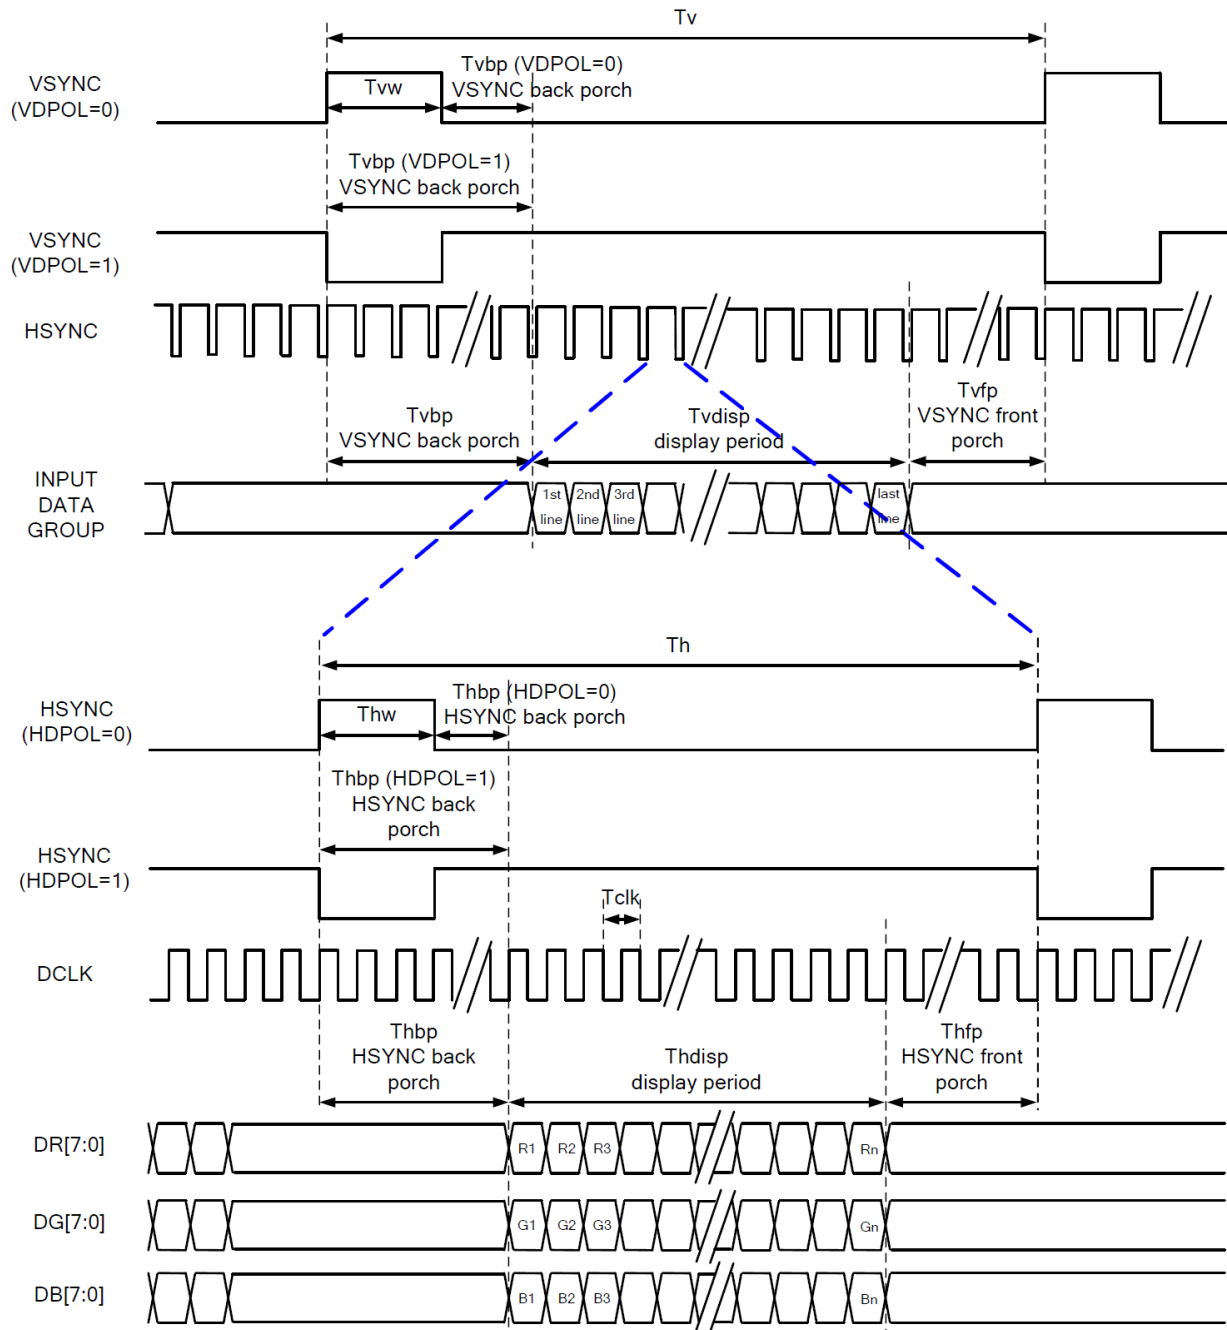 Tv
VSYNC
(VDPOL=0)
Tvw
Tvbp (VDPOL=0)
VSYNC back porch
Tvbp (VDPOL=1)
VSYNC back porch
VSYNC
(VDPOL=1)
HSYNC
Tvbp
VSYNC back porch
Tvdisp
display period
Tvfp
VSYNC front
porch
INPUT
DATA
GROUP
1st
line
2nd
line
3rd
line
last
line
Th
HSYNC
(HDPOL=0)
Thw
Thbp (HDPOL=0)
HSYNC back porch
Thbp (HDPOL=1)
HSYNC back
porch
HSYNC
(HDPOL=1)
Tclk
DCLK
Thbp
HSYNC back
porch
Thdisp
display period
Thfp
HSYNC front
porch
DR[7:0]
R1 R2 R3 Rn
DG[7:0]
G1 G2 G3 Gn
DB[7:0]
B1 B2 B3 Bn